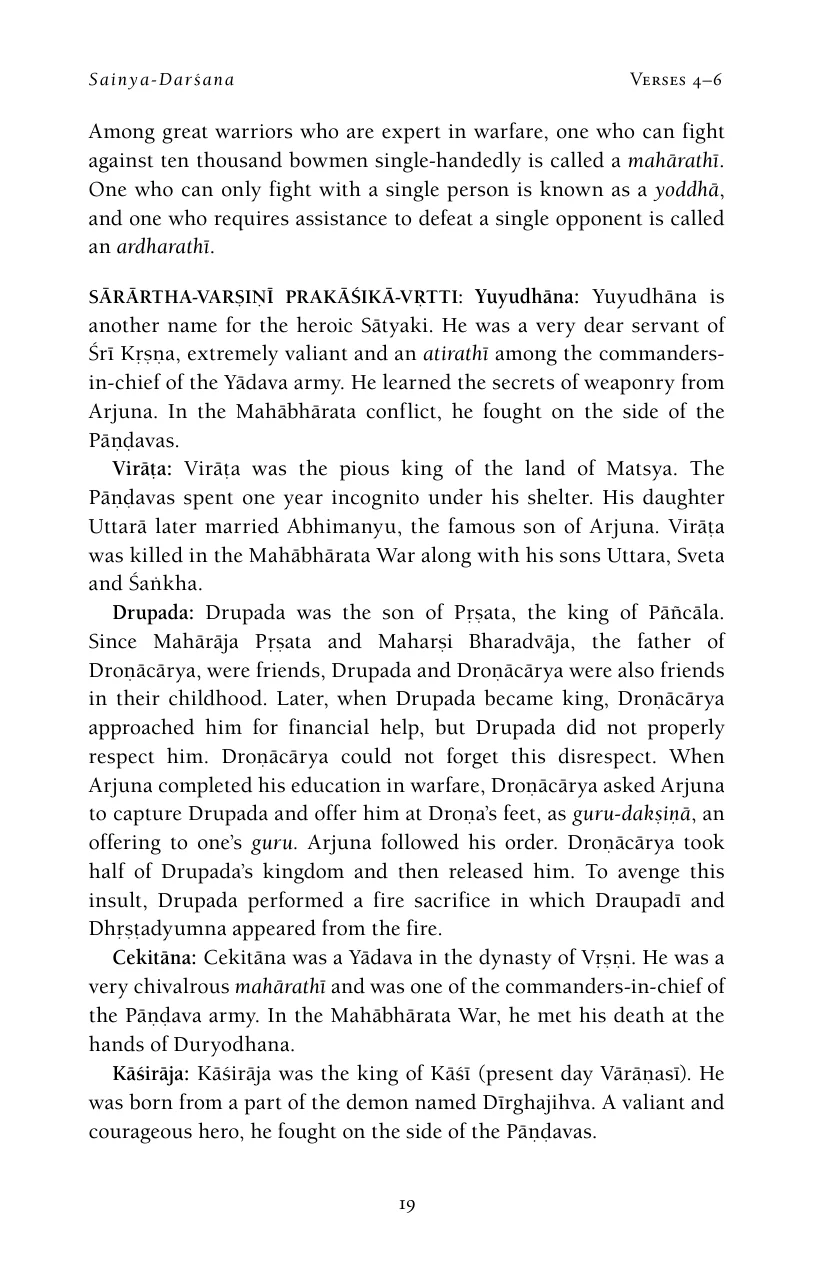 Sainya-Darśana Verses 4–6
Among great warriors who are expert in warfare, one who can fight
against ten thousand bowmen single-handedly is called a mahārathī.
One who can only fight with a single person is known as a yoddhā,
and one who requires assistance to defeat a single opponent is called
an ardharathī.
SĀRĀRTHA-VARṢIṆĪ PRAKĀŚIKĀ-VṚTTI: Yuyudhāna: Yuyudhāna is
another name for the heroic Sātyaki. He was a very dear servant of
Śrī Kṛṣṇa, extremely valiant and an atirathī among the commanders-
in-chief of the Yādava army. He learned the secrets of weaponry from
Arjuna. In the Mahābhārata conflict, he fought on the side of the
Pāṇḍavas.
Virāṭa: Virāṭa was the pious king of the land of Matsya. The
Pāṇḍavas spent one year incognito under his shelter. His daughter
Uttarā later married Abhimanyu, the famous son of Arjuna. Virāṭa
was killed in the Mahābhārata War along with his sons Uttara, Sveta
and Śaṅkha.
Drupada: Drupada was the son of Pṛṣata, the king of Pāñcāla.
Since Mahārāja Pṛṣata and Maharṣi Bharadvāja, the father of
Droṇācārya, were friends, Drupada and Droṇācārya were also friends
in their childhood. Later, when Drupada became king, Droṇācārya
approached him for financial help, but Drupada did not properly
respect him. Droṇācārya could not forget this disrespect. When
Arjuna completed his education in warfare, Droṇācārya asked Arjuna
to capture Drupada and offer him at Droṇa’s feet, as guru-dakṣiṇā, an
offering to one’s guru. Arjuna followed his order. Droṇācārya took
half of Drupada’s kingdom and then released him. To avenge this
insult, Drupada performed a fire sacrifice in which Draupadī and
Dhṛṣṭadyumna appeared from the fire.
Cekitāna: Cekitāna was a Yādava in the dynasty of Vṛṣṇi. He was a
very chivalrous mahārathī and was one of the commanders-in-chief of
the Pāṇḍava army. In the Mahābhārata War, he met his death at the
hands of Duryodhana.
Kāśirāja: Kāśirāja was the king of Kāśī (present day Vārāṇasī). He
was born from a part of the demon named Dīrghajihva. A valiant and
courageous hero, he fought on the side of the Pāṇḍavas.
19